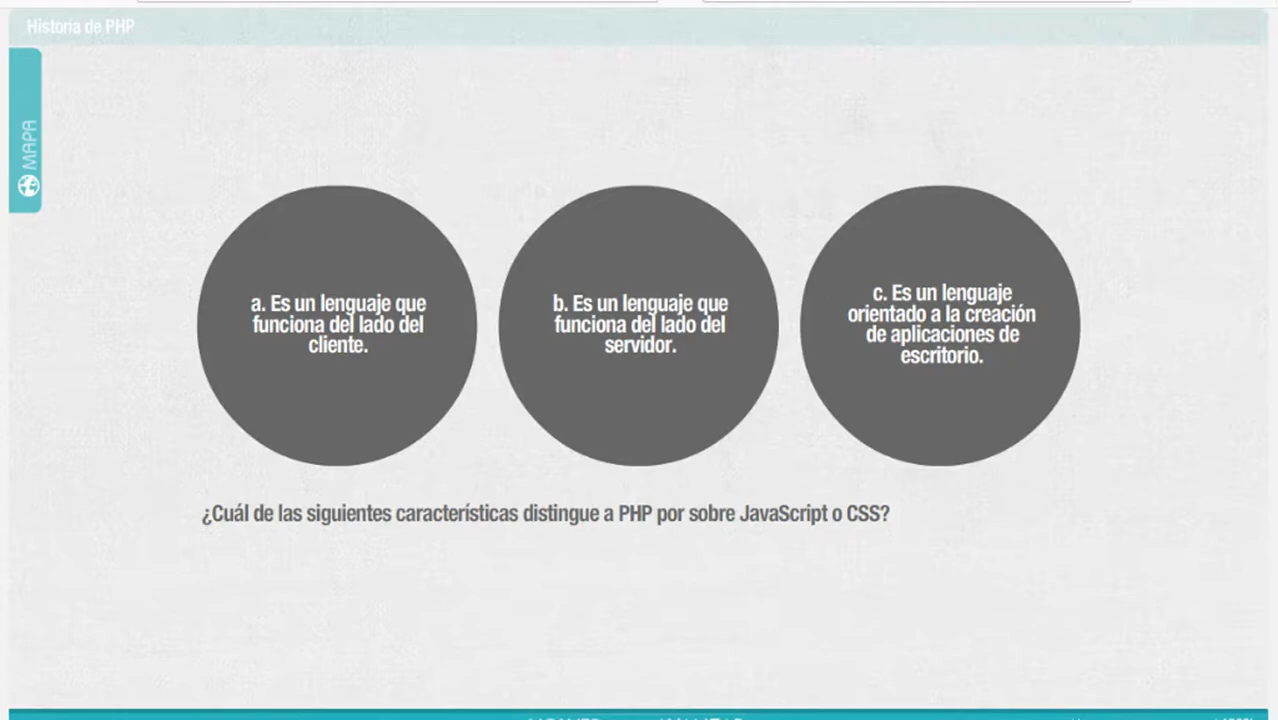 Historia de PHP
MAPA
a. Es un lenguaje que
funciona del lado del
cliente.
b. Es un lenguaje que
funciona del lado del
servidor.
c. Es un lenguaje
orientado a la creación
de aplicaciones de
escritorio.
¿Cuál de las siguientes características distingue a PHP por sobre JavaScript o CSS?